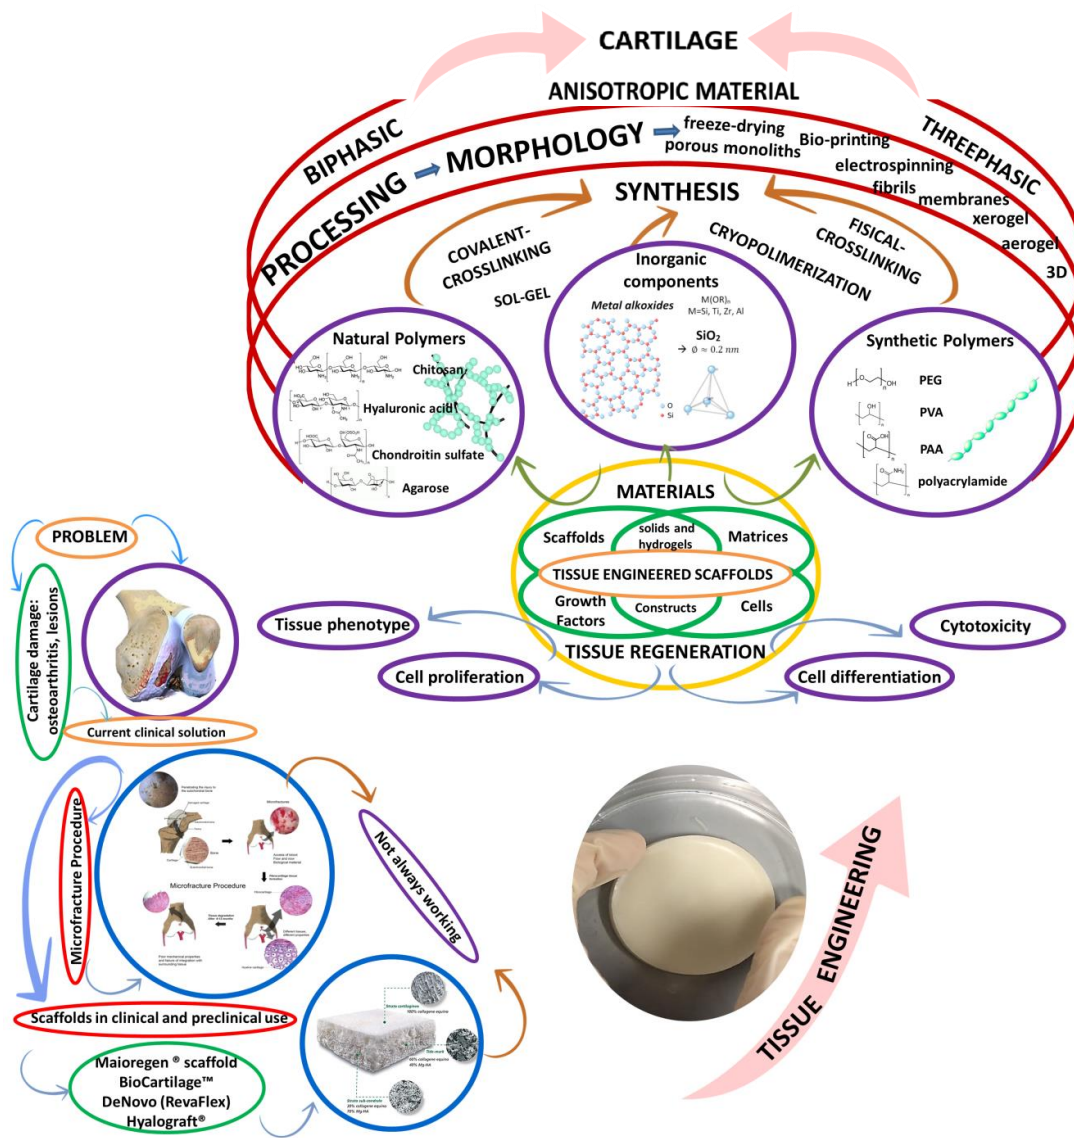 CARTILAGE
ANISOTROPIC MATERIAL
BIPHASIC
THREEPHASIC
PROCESSING
MORPHOLOGY
freeze-drying
porous monoliths
Bio-printing
electrospinning
fibrils
membranes
xerogel
aerogel
3D
SYNTHESIS
COVALENT-
CROSSLINKING
SOL-GEL
CRYOPOLIMERIZATION
FISICAL-
CROSSLINKING
Natural Polymers
Chitosan
Hyaluronic acid
Chondroitin sulfate
Agarose
Inorganic
components
Metal alkoxides
M(OR)n
M=Si, Ti, Zr, Al
SiO₂
→ Ø ≈ 0.2 nm
O
Si
Synthetic Polymers
PEG
PVA
PAA
polyacrylamide
MATERIALS
Scaffolds
solids and
hydrogels
Matrices
TISSUE ENGINEERED SCAFFOLDS
Growth
Factors
Constructs
Cells
TISSUE REGENERATION
Tissue phenotype
Cell proliferation
Cell differentiation
Cytotoxicity
PROBLEM
Cartilage damage:
osteoarthritis, lesions
Current clinical solution
Microfracture Procedure
Microfractures
Microfracture Procedure
Not always working
Scaffolds in clinical and preclinical use
Maioregen ® scaffold
BioCartilage™
DeNovo (RevaFlex)
Hyalograft®
100% collagene equine
TISSUE ENGINEERING